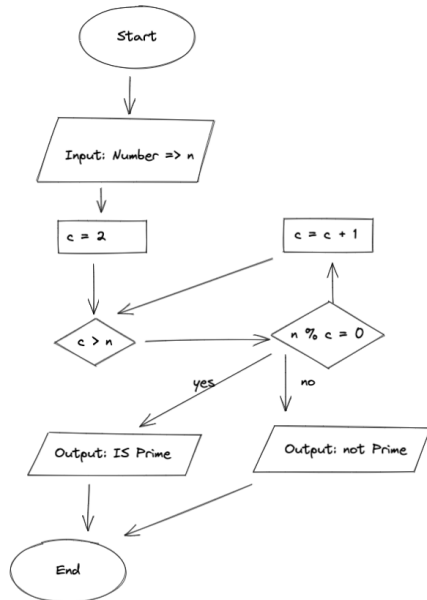 Start
Input: Number => n
c = 2
c = c + 1
c > n
n % c = 0
yes
no
Output: IS Prime
Output: not Prime
End